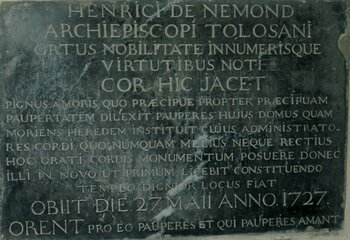 HENRICI DE NEMOND
ARCHIEPISCOPI TOLOSANI
ORTUS NOBILITATE INNUMERISQUE
VIRTUTIBUS NOTI
COR HIC JACET
PIGNUS AMORIS QUO PRÆCIPUE PROPTER PRÆCIPUAM
PAUPERTATEM DILEXIT PAUPERES HUJUS DOMUS QUAM
MORIENS HEREDEM INSTITUIT CUIUS ADMINISTRATO-
RES CORDI QUO NUMQUAM MELIUS NEQUE RECTIUS
HOC GRATI CORDIS MONUMENTUM POSUERE DONEC
ILLI IN NOVO UT PRIMUM LICEBIT CONSTITUENDO
TEMPLO DIGNIOR LOCUS FIAT
OBIIT DIE 27 MAII ANNO 1727.
ORENT PRO EO PAUPERES ET QUI PAUPERES AMANT